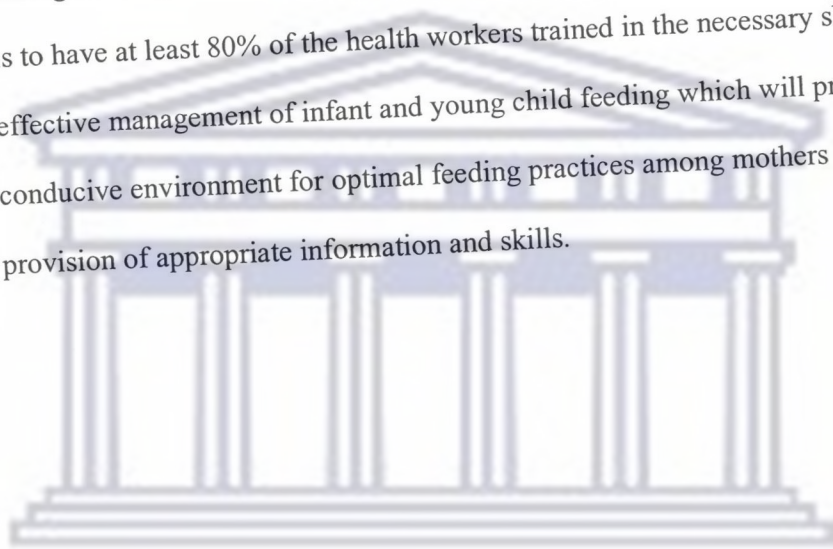 s to have at least 80% of the health workers trained in the necessary
effective management of infant and young child feeding which will
conducive environment for optimal feeding practices among mothers
provision of appropriate information and skills.